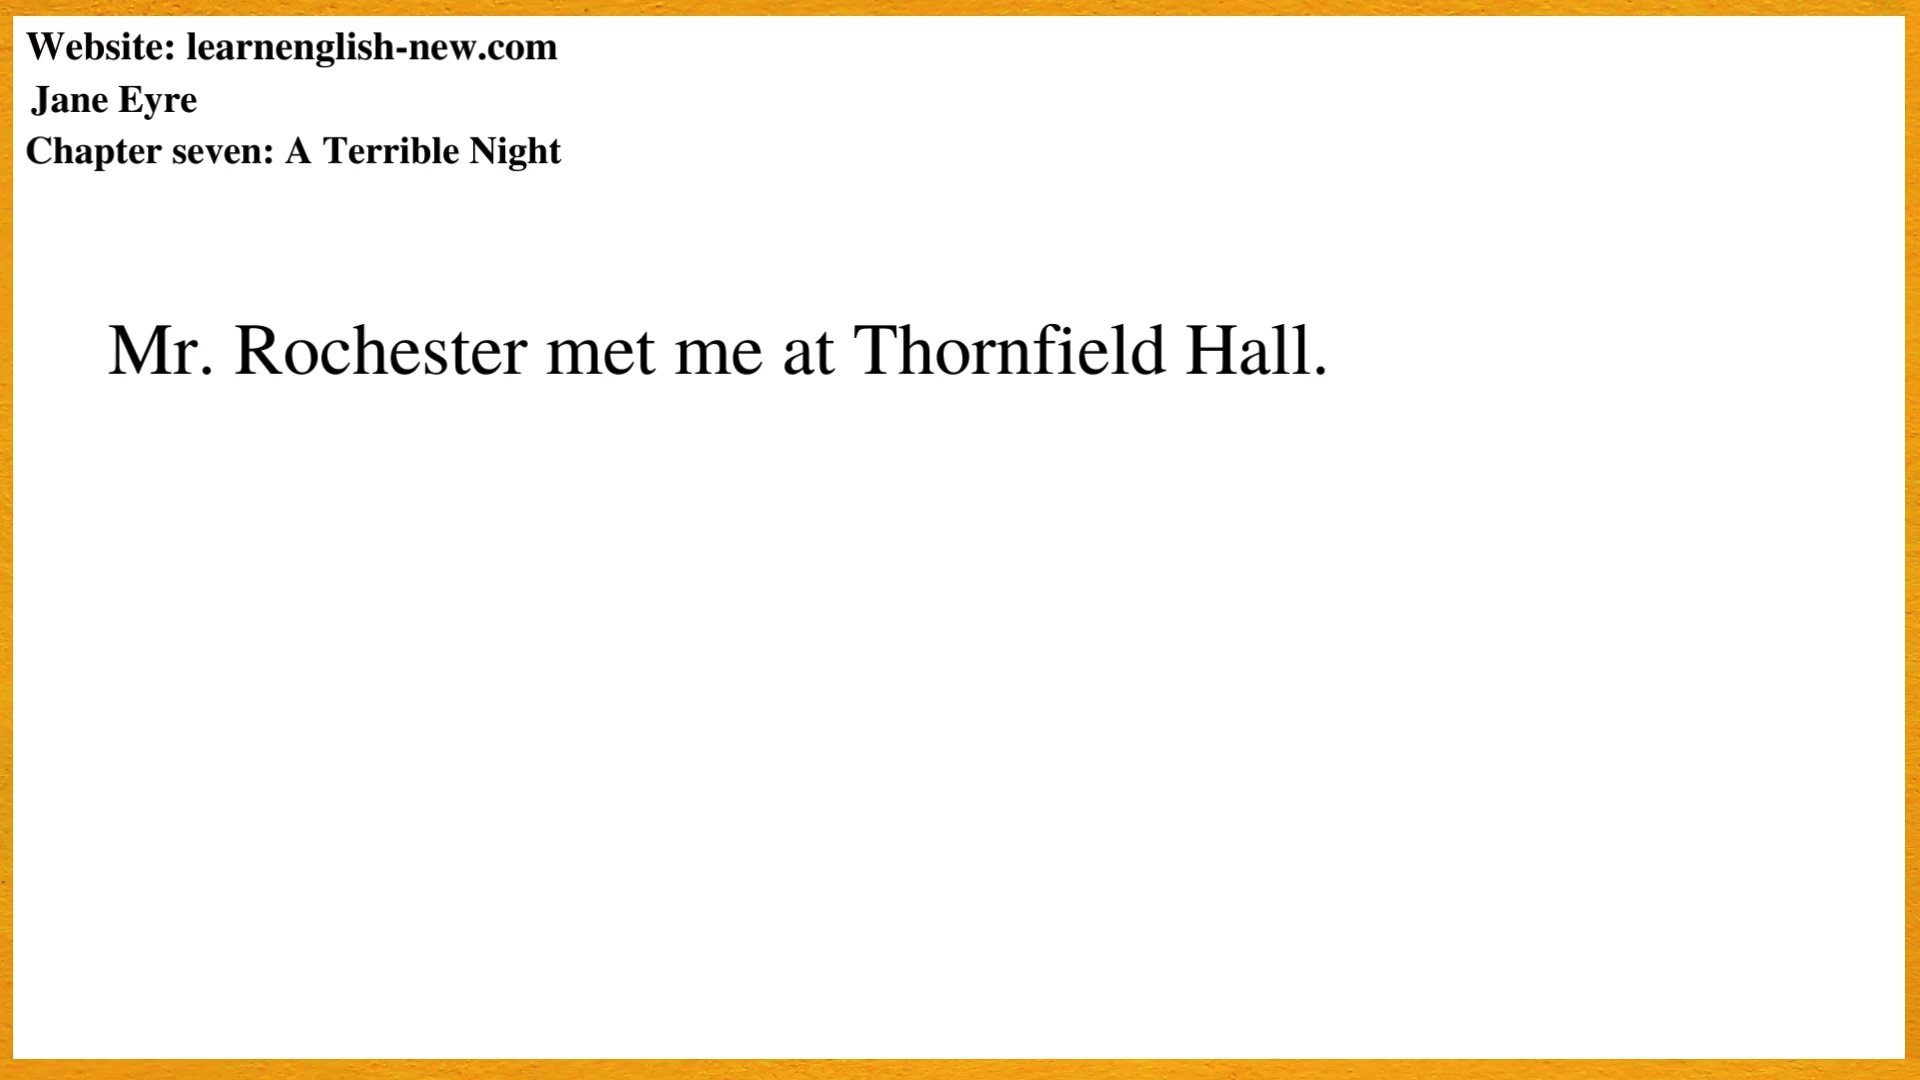 Website: learnenglish-new.com
Jane Eyre
Chapter seven: A Terrible Night
Mr. Rochester met me at Thornfield Hall.